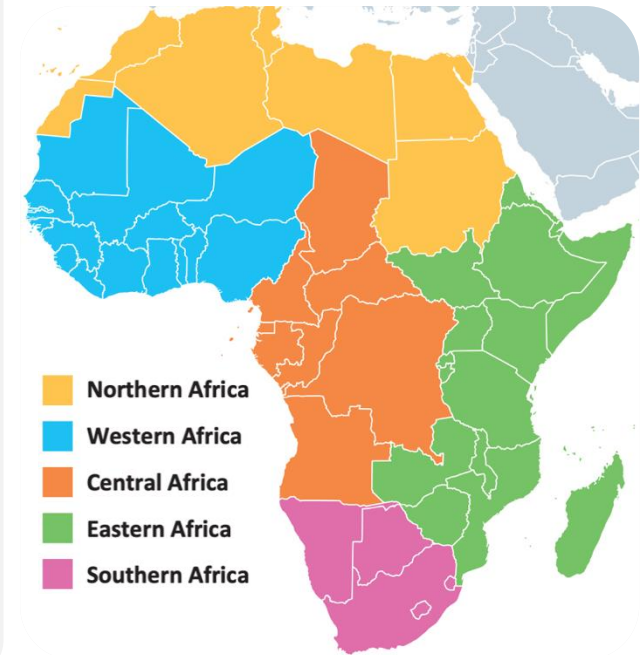 Northern Africa
Western Africa
Central Africa
Eastern Africa
Southern Africa